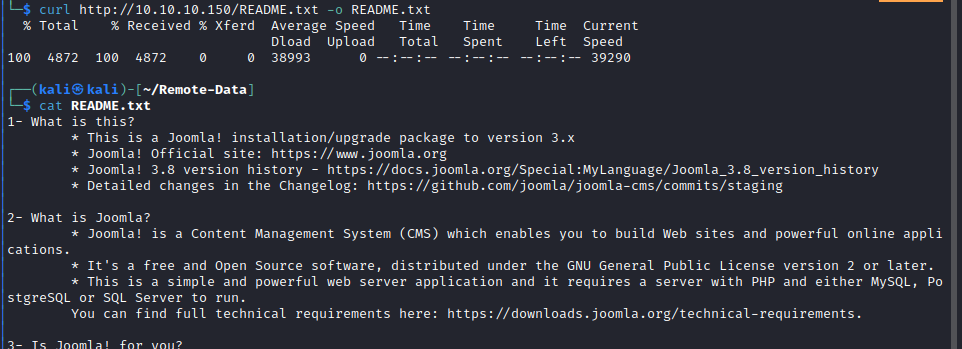 └─$ curl http://10.10.10.150/README.txt -o README.txt
% Total % Received % Xferd Average Speed Time Time Time Current
Dload Upload Total Spent Left Speed
100 4872 100 4872 0 0 38993 0 --:--:-- --:--:-- --:--:-- 39290
┌──(kali㉿kali)-[~/Remote-Data]
└─$ cat README.txt
1- What is this?
* This is a Joomla! installation/upgrade package to version 3.x
* Joomla! Official site: https://www.joomla.org
* Joomla! 3.8 version history - https://docs.joomla.org/Special:MyLanguage/Joomla_3.8_version_history
* Detailed changes in the Changelog: https://github.com/joomla/joomla-cms/commits/staging
2- What is Joomla?
* Joomla! is a Content Management System (CMS) which enables you to build Web sites and powerful online appli
cations.
* It's a free and Open Source software, distributed under the GNU General Public License version 2 or later.
* This is a simple and powerful web server application and it requires a server with PHP and either MySQL, Po
stgreSQL or SQL Server to run.
You can find full technical requirements here: https://downloads.joomla.org/technical-requirements.
3- Is Joomla! for you?